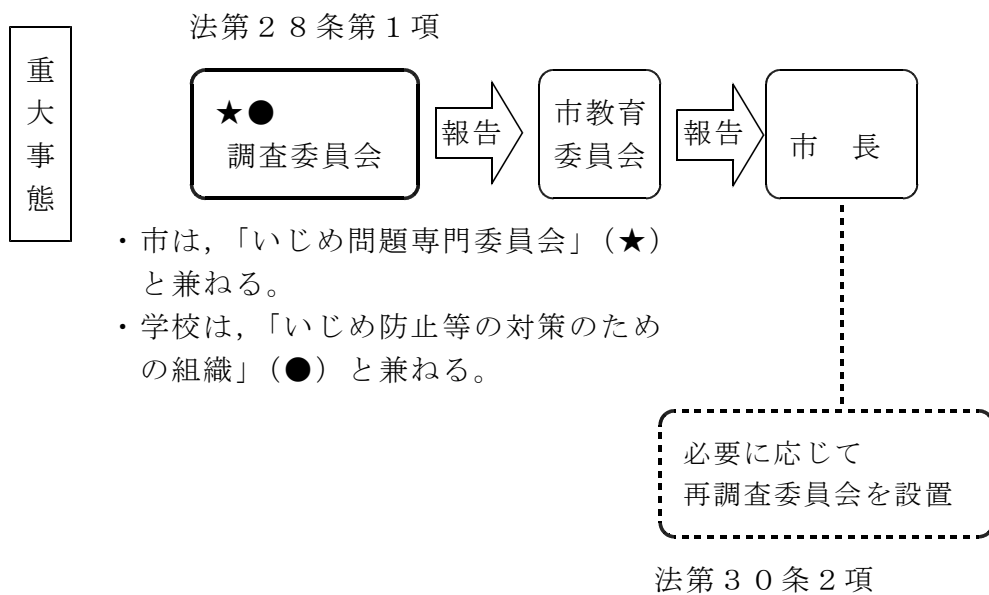 重大事態
法第２８条第１項
★●
調査委員会
報告
市教育
委員会
報告
市　長
・市は，「いじめ問題専門委員会」（★）
と兼ねる。
・学校は，「いじめ防止等の対策のため
の組織」（●）と兼ねる。
必要に応じて
再調査委員会を設置
法第３０条２項